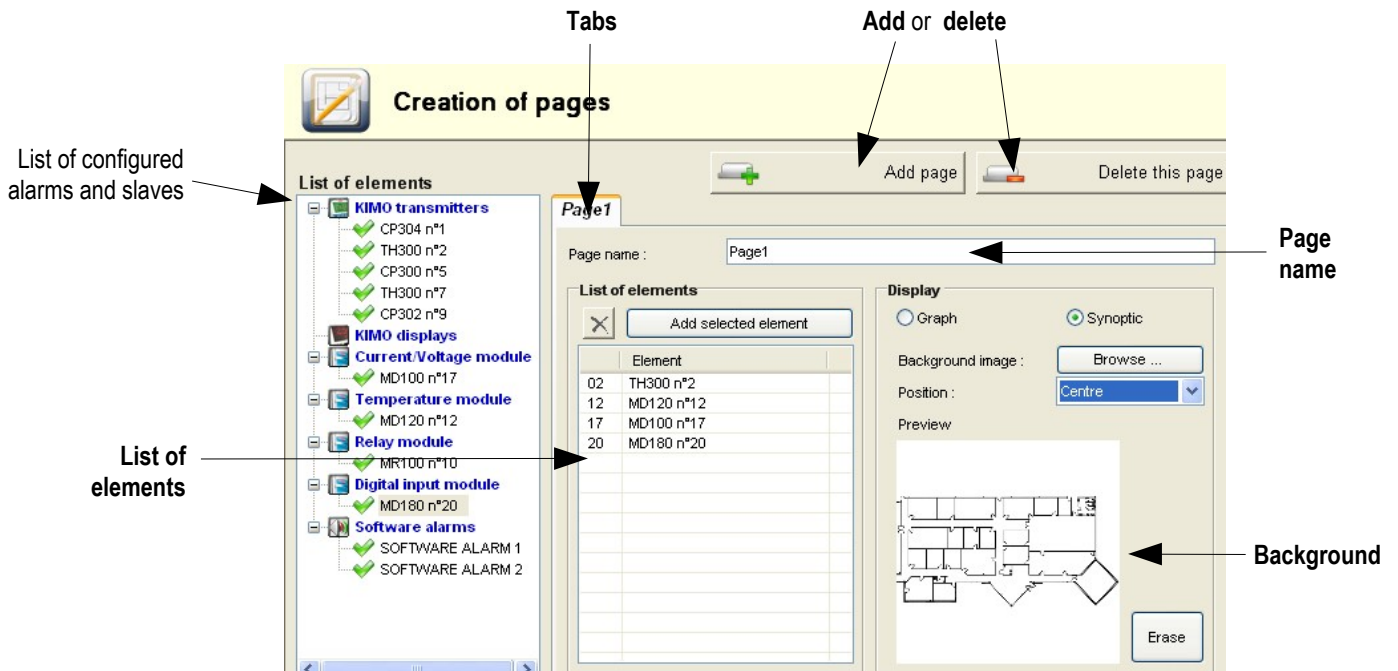 Tabs
Add or delete
Creation of pages
List of configured
alarms and slaves
Add page
Delete this page
List of elements
KIMO transmitters
CP304 n°1
TH300 n°2
CP300 n°5
TH300 n°7
CP302 n°9
KIMO displays
Current/Voltage module
MD100 n°17
Temperature module
MD120 n°12
Relay module
MR100 n°10
Digital input module
MD180 n°20
Software alarms
SOFTWARE ALARM 1
SOFTWARE ALARM 2
List of
elements
Page1
Page name :
Page1
Page
name
List of elements
Add selected element
Element
02 TH300 n°2
12 MD120 n°12
17 MD100 n°17
20 MD180 n°20
Display
Graph
Synoptic
Background image :
Browse ...
Position :
Centre
Preview
Background
Erase